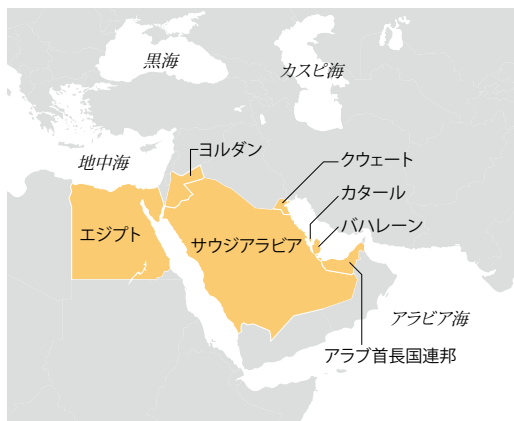 黒海
カスピ海
地中海
ヨルダン
クウェート
カタール
バハレーン
エジプト
サウジアラビア
アラビア海
アラブ首長国連邦